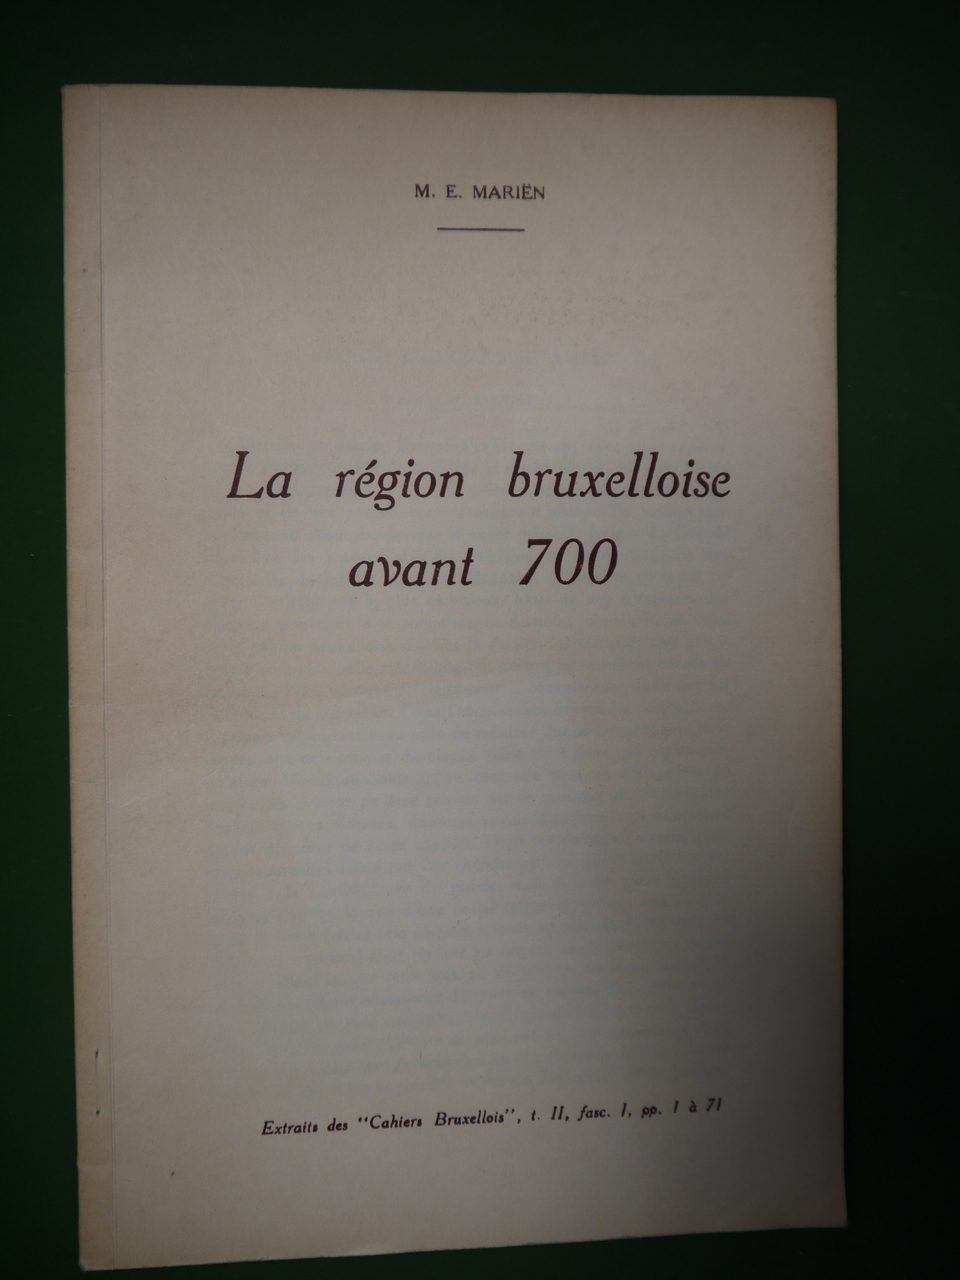 M. E. MARIËN
La région bruxelloise
avant 700
Extraits des "Cahiers Bruxellois", t. II, fasc. I, pp. 1 à 71